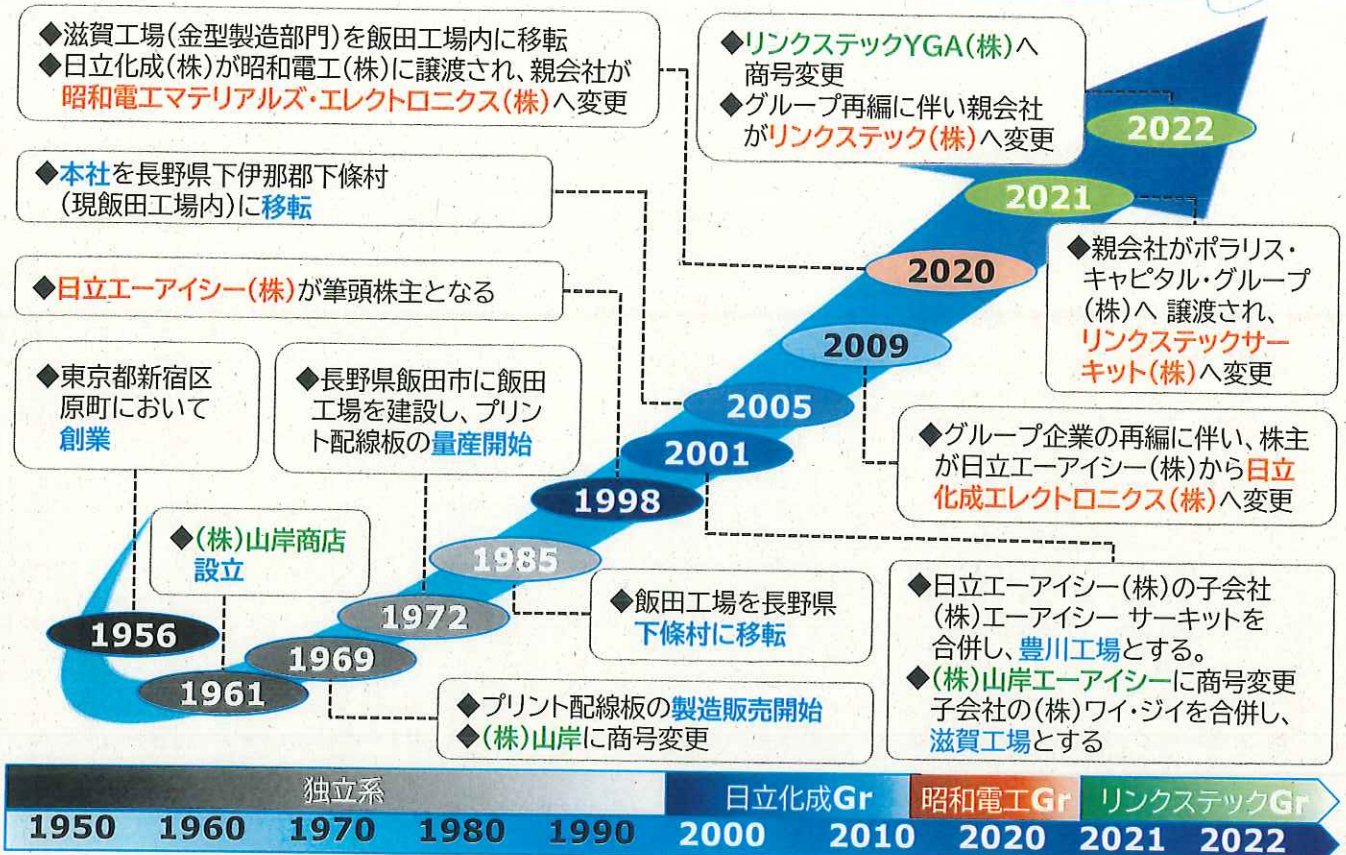 ◆滋賀工場(金型製造部門)を飯田工場内に移転
◆日立化成(株)が昭和電工(株)に譲渡され、親会社が
昭和電工マテリアルズ・エレクトロニクス(株)へ変更
◆リンクステックYGA(株)へ
商号変更
◆グループ再編に伴い親会社
がリンクステック(株)へ変更
2022
◆本社を長野県下伊那郡下條村
(現飯田工場内)に移転
2021
◆親会社がポラリス・
キャピタル・グループ
(株)へ 譲渡され、
リンクステックサー
キット(株)へ変更
2020
◆日立エーアイシー(株)が筆頭株主となる
2009
◆東京都新宿区
原町において
創業
◆長野県飯田市に飯田
工場を建設し、プリン
ト配線板の量産開始
2005
2001
◆グループ企業の再編に伴い、株主
が日立エーアイシー(株)から日立
化成エレクトロニクス(株)へ変更
1998
◆(株)山岸商店
設立
1985
◆飯田工場を長野県
下條村に移転
◆日立エーアイシー(株)の子会社
(株)エーアイシー サーキットを
合併し、豊川工場とする。
◆(株)山岸エーアイシーに商号変更
子会社の(株)ワイ・ジイを合併し、
滋賀工場とする
1972
1956
1969
1961
◆プリント配線板の製造販売開始
◆(株)山岸に商号変更
独立系 日立化成Gr 昭和電工Gr リンクステックGr
1950 1960 1970 1980 1990 2000 2010 2020 2021 2022